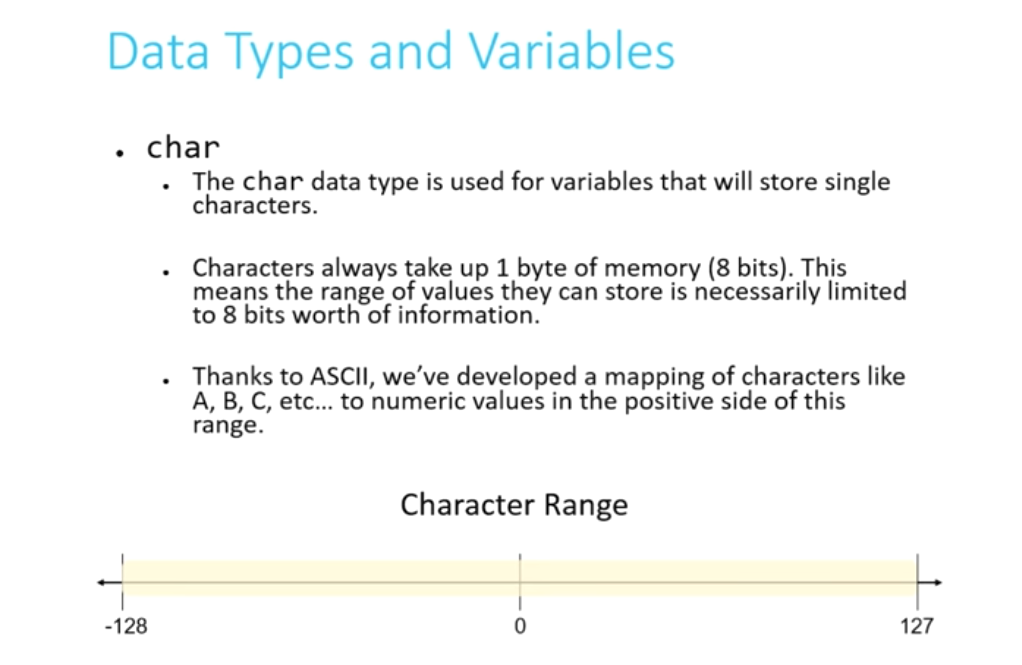 Data Types and Variables
• char
• The char data type is used for variables that will store single
characters.
• Characters always take up 1 byte of memory (8 bits). This
means the range of values they can store is necessarily limited
to 8 bits worth of information.
• Thanks to ASCII, we’ve developed a mapping of characters like
A, B, C, etc... to numeric values in the positive side of this
range.
Character Range
-128 0 127